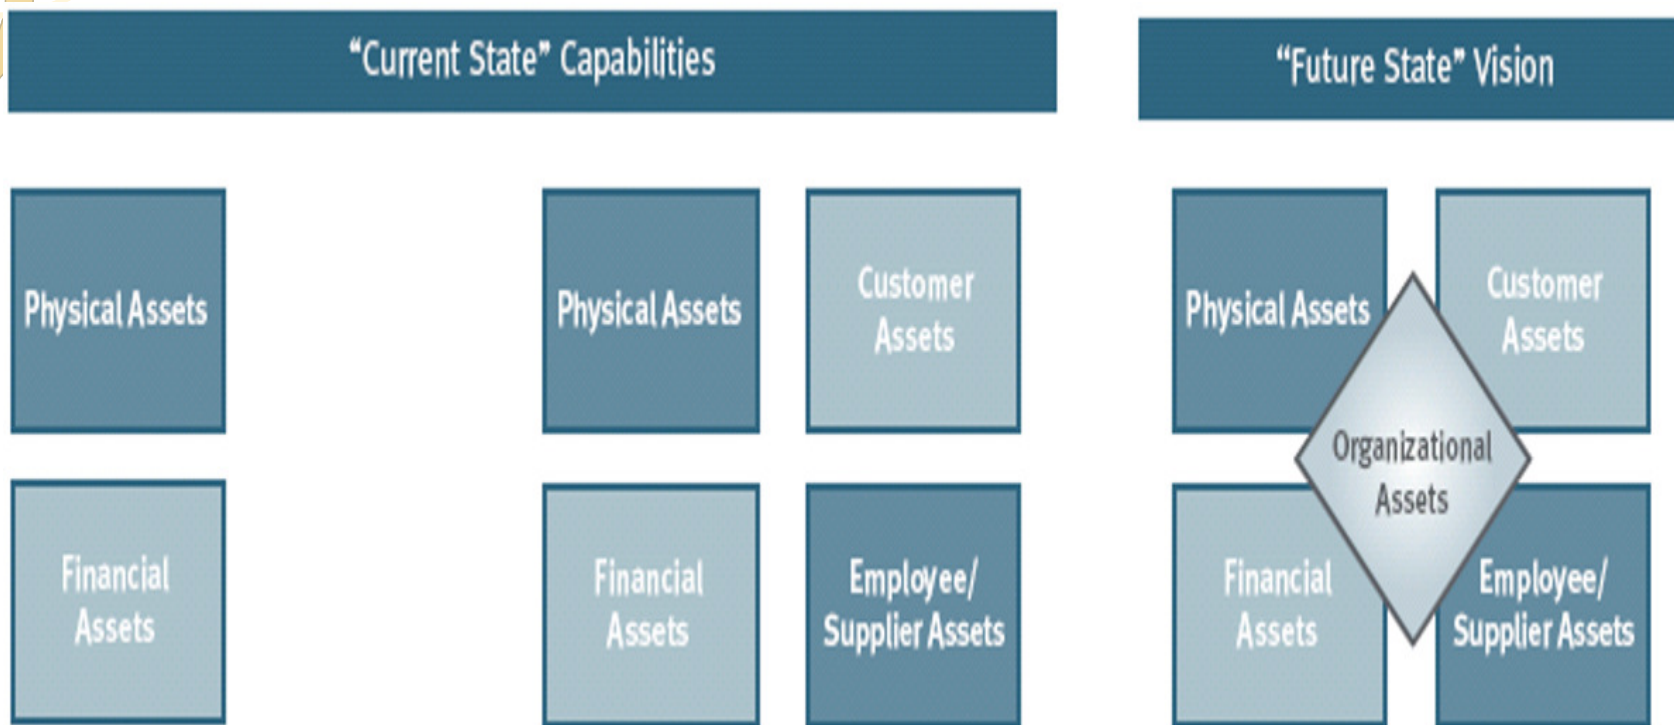 “Current State” Capabilities
“Future State” Vision
Physical Assets
Physical Assets
Customer
Assets
Physical Assets
Customer
Assets
Organizational
Assets
Financial
Assets
Financial
Assets
Employee/
Supplier Assets
Financial
Assets
Employee/
Supplier Assets